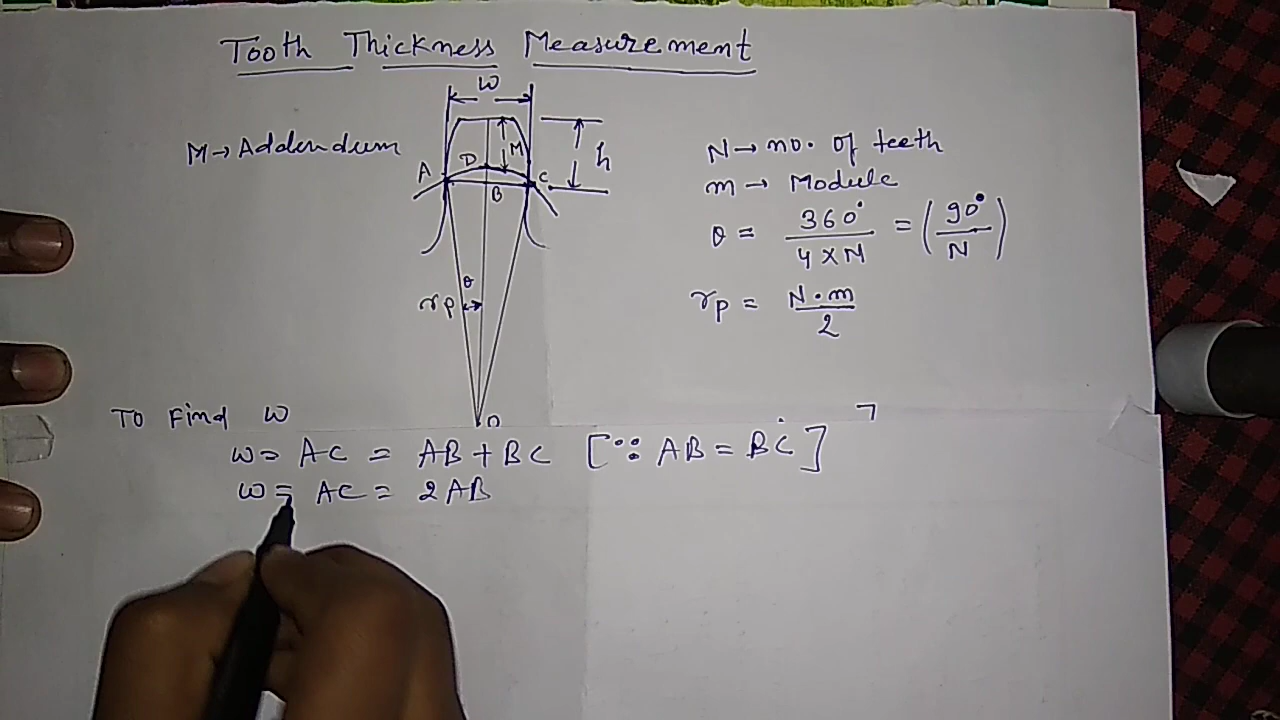 Tooth Thickness Measurement
W
M→Addendum
A D M C h
B
θ
rp
O
N→no. of teeth
m→ Module
θ = 360° / 4×N = (90° / N)
rp = N·m / 2
TO Find W
W= AC = AB+BC [∵ AB = BC]
W= AC = 2AB